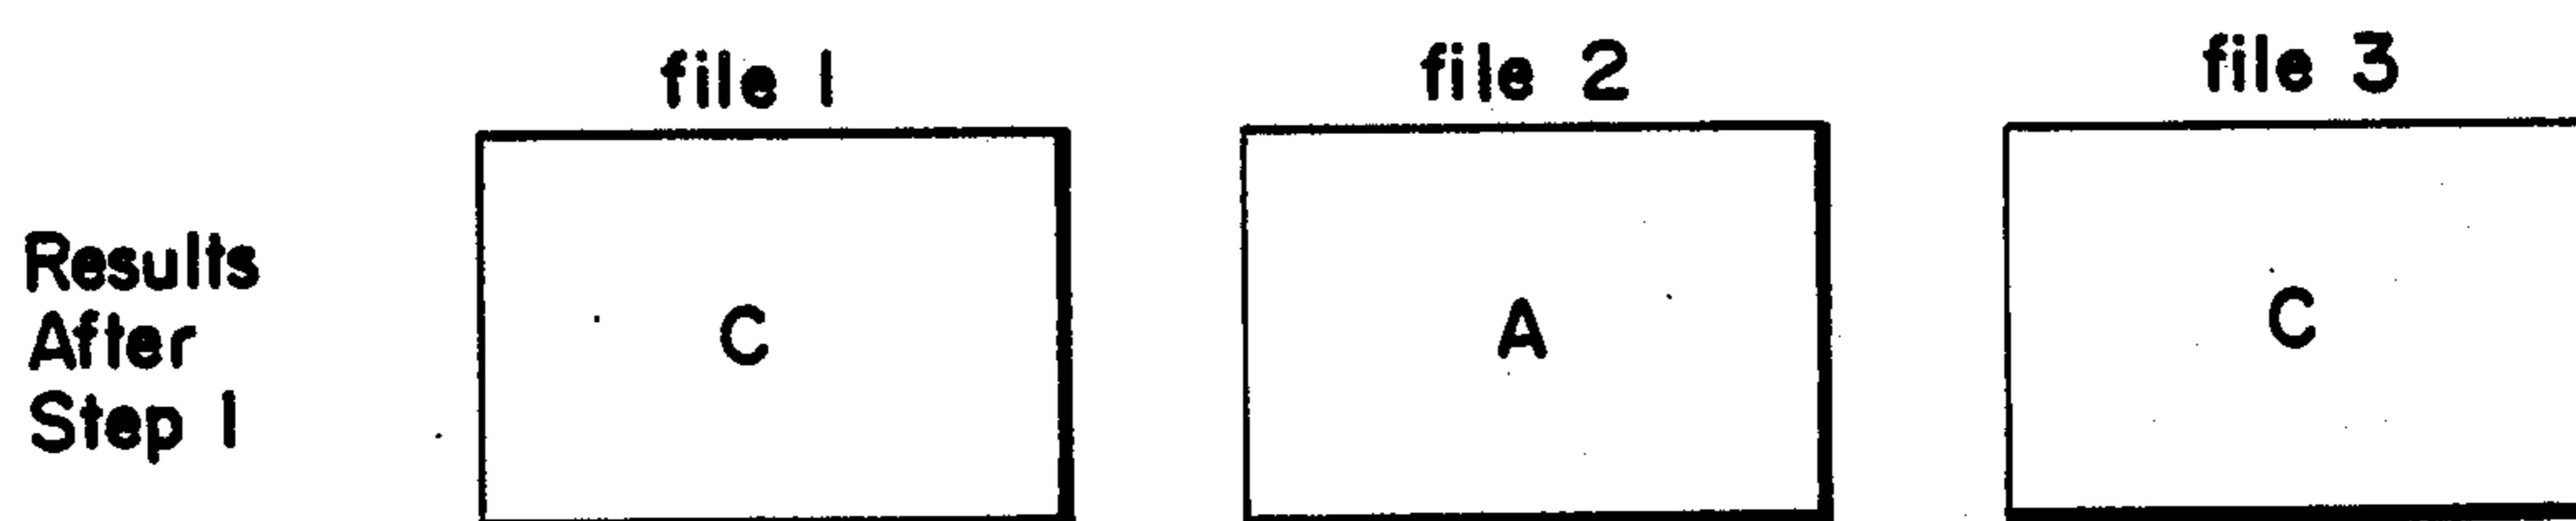 file 1 file 2 file 3
Results
After
Step 1
C A C